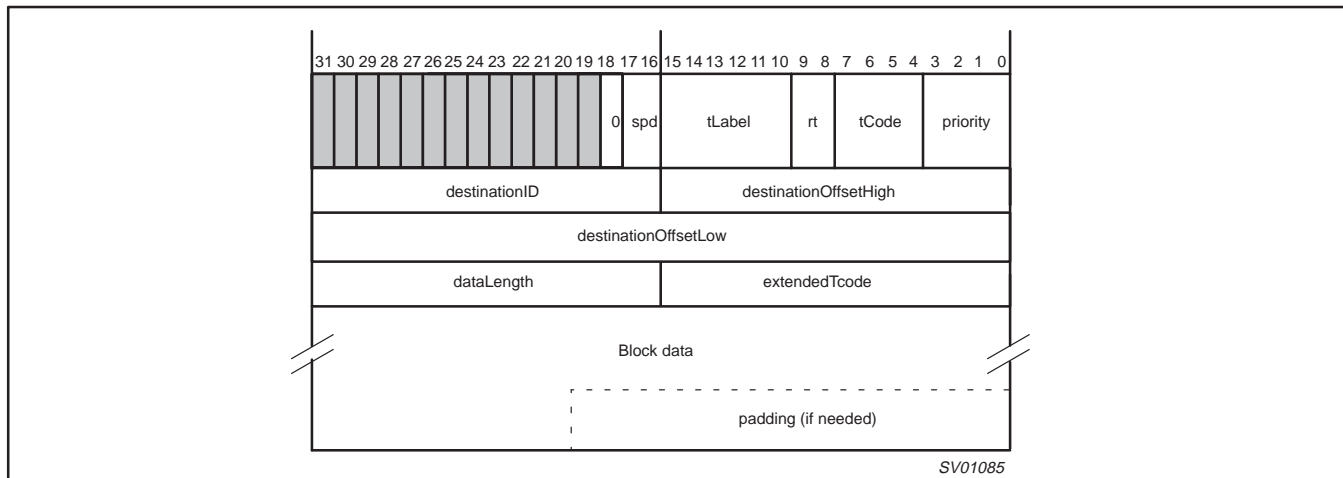 31 30 29 28 27 26 25 24 23 22 21 20 19 18 17 16 15 14 13 12 11 10 9 8 7 6 5 4 3 2 1 0
0 spd tLabel rt tCode priority
destinationID destinationOffsetHigh
destinationOffsetLow
dataLength extendedTcode
Block data
padding (if needed)
SV01085